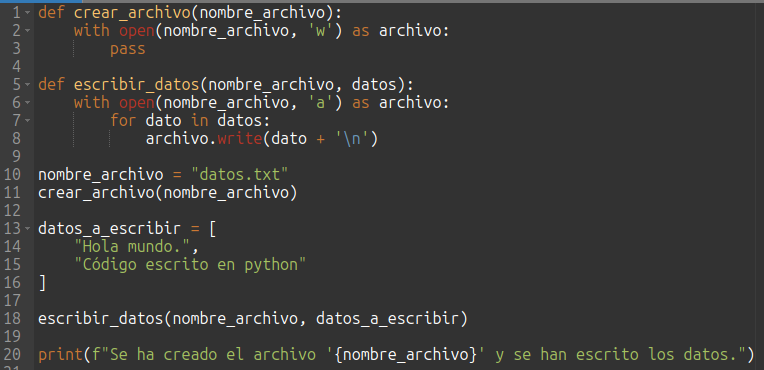 1 def crear_archivo(nombre_archivo):
2     with open(nombre_archivo, 'w') as archivo:
3         pass
4
5 def escribir_datos(nombre_archivo, datos):
6     with open(nombre_archivo, 'a') as archivo:
7         for dato in datos:
8             archivo.write(dato + '\n')
9
10 nombre_archivo = "datos.txt"
11 crear_archivo(nombre_archivo)
12
13 datos_a_escribir = [
14     "Hola mundo.",
15     "Código escrito en python"
16 ]
17
18 escribir_datos(nombre_archivo, datos_a_escribir)
19
20 print(f"Se ha creado el archivo '{nombre_archivo}' y se han escrito los datos.")